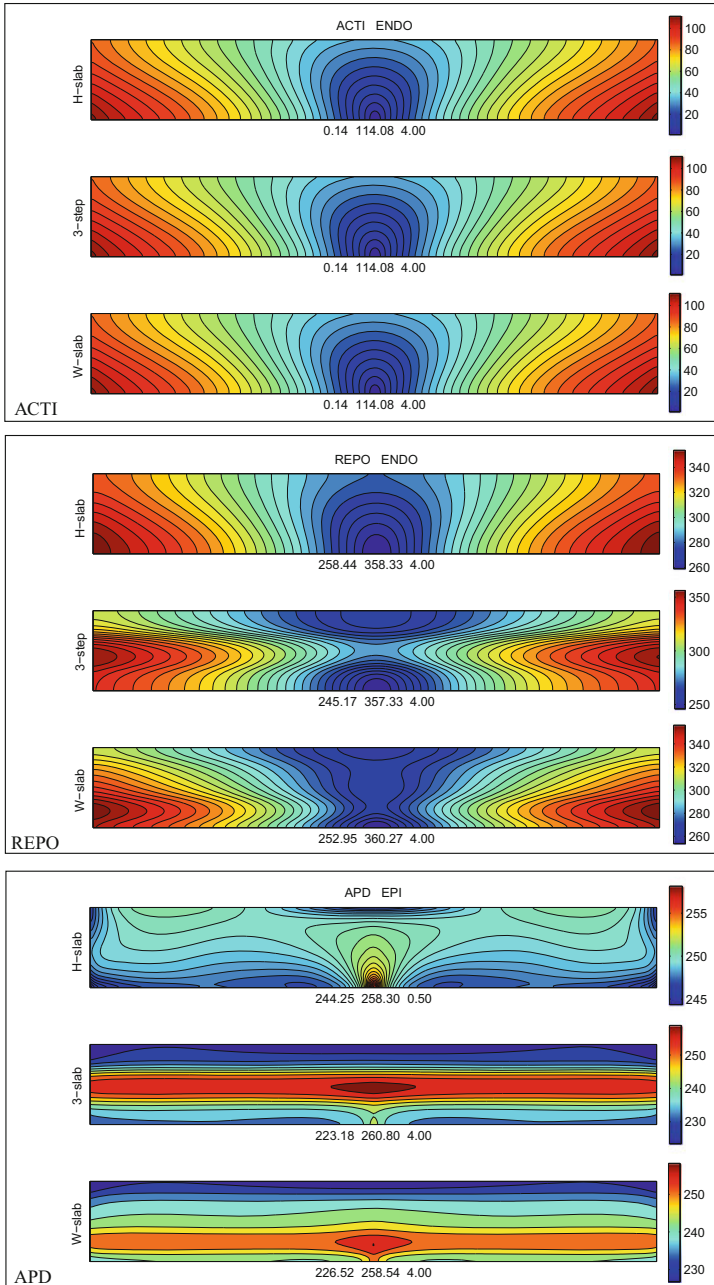 ACTI ENDO
H-slab
100
80
60
40
20
0.14 114.08 4.00
3-step
100
80
60
40
20
0.14 114.08 4.00
W-slab
100
80
60
40
20
0.14 114.08 4.00
ACTI
REPO ENDO
H-slab
340
320
300
280
260
258.44 358.33 4.00
3-step
350
300
250
245.17 357.33 4.00
W-slab
340
320
300
280
260
252.95 360.27 4.00
REPO
APD EPI
H-slab
255
250
245
244.25 258.30 0.50
3-slab
250
240
230
223.18 260.80 4.00
W-slab
250
240
230
226.52 258.54 4.00
APD